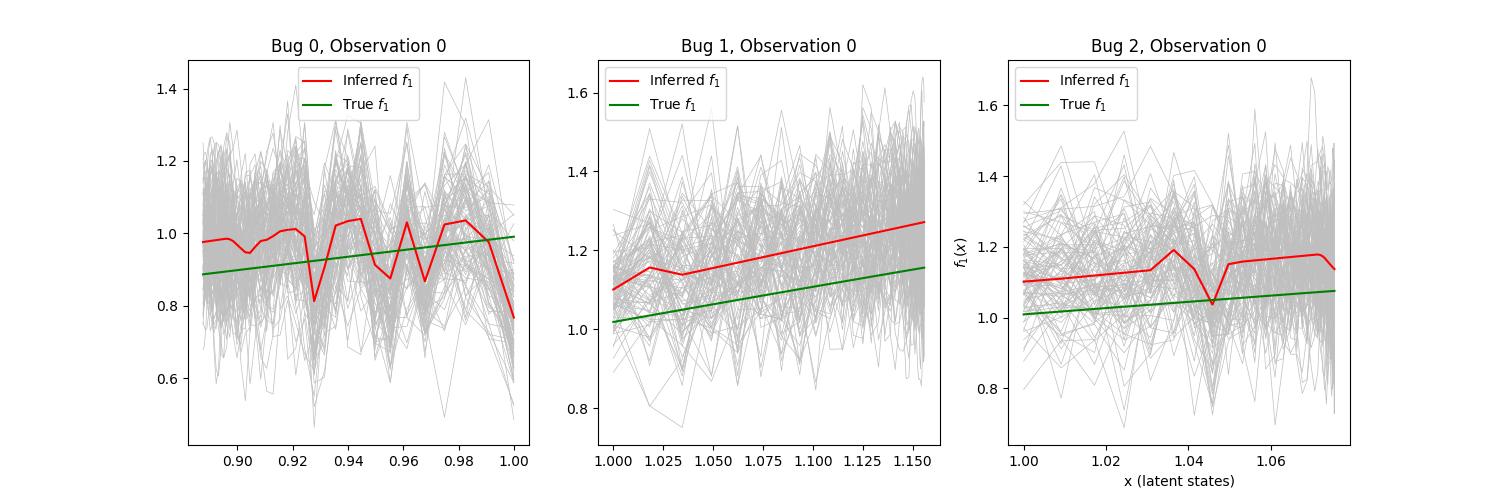 Bug 0, Observation 0
Inferred f₁
True f₁
1.4
1.2
1.0
0.8
0.6
0.90 0.92 0.94 0.96 0.98 1.00
Bug 1, Observation 0
Inferred f₁
True f₁
1.6
1.4
1.2
1.0
0.8
1.000 1.025 1.050 1.075 1.100 1.125 1.150
Bug 2, Observation 0
Inferred f₁
True f₁
f₁(x)
1.6
1.4
1.2
1.0
0.8
1.00 1.02 1.04 1.06
x (latent states)